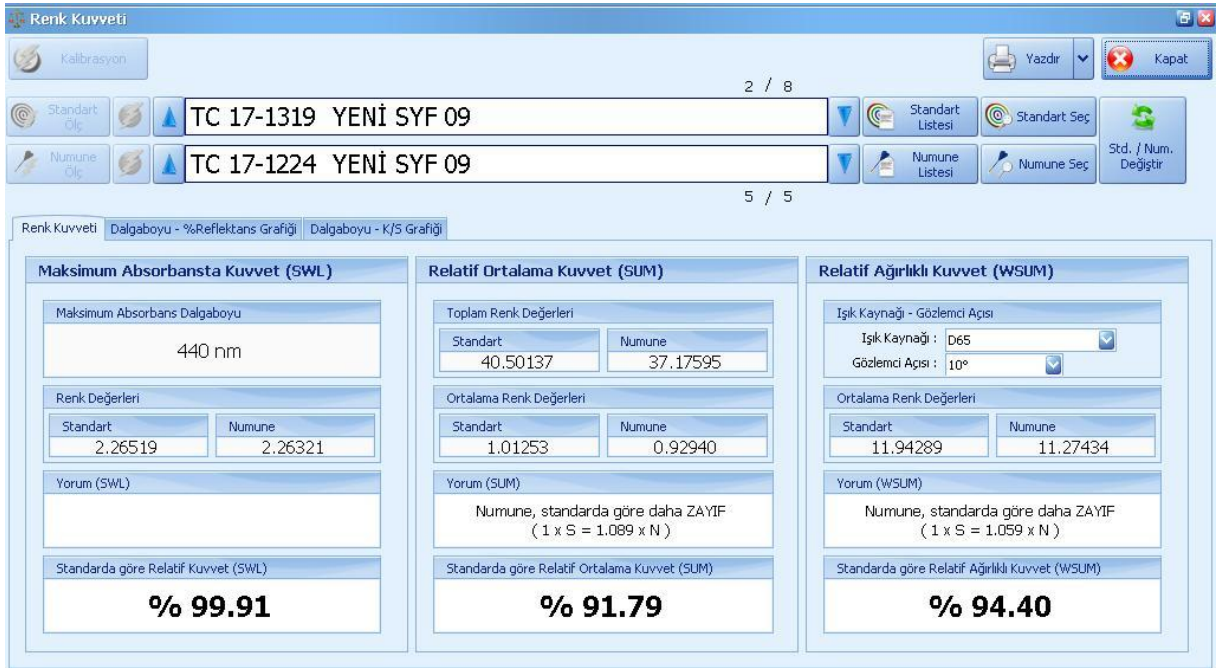 Renk Kuvveti
Kalibrasyon
Yazdır
Kapat
2 / 8
Standart Ölç
TC 17-1319 YENİ SYF 09
Standart Listesi
Standart Seç
Std. / Num. Değiştir
Numune Ölç
TC 17-1224 YENİ SYF 09
Numune Listesi
Numune Seç
5 / 5
Renk Kuvveti
Dalgaboyu - %Reflektans Grafiği
Dalgaboyu - K/S Grafiği
Maksimum Absorbansta Kuvvet (SWL)
Maksimum Absorbans Dalgaboyu
440 nm
Renk Değerleri
Standart Numune
2.26519 2.26321
Yorum (SWL)
Standarda göre Relatif Kuvvet (SWL)
% 99.91
Relatif Ortalama Kuvvet (SUM)
Toplam Renk Değerleri
Standart Numune
40.50137 37.17595
Ortalama Renk Değerleri
Standart Numune
1.01253 0.92940
Yorum (SUM)
Numune, standarda göre daha ZAYIF
( 1 x S = 1.089 x N )
Standarda göre Relatif Ortalama Kuvvet (SUM)
% 91.79
Relatif Ağırlıklı Kuvvet (WSUM)
Işık Kaynağı - Gözlemci Açısı
Işık Kaynağı : D65
Gözlemci Açısı : 10°
Ortalama Renk Değerleri
Standart Numune
11.94289 11.27434
Yorum (WSUM)
Numune, standarda göre daha ZAYIF
( 1 x S = 1.059 x N )
Standarda göre Relatif Ağırlıklı Kuvvet (WSUM)
% 94.40